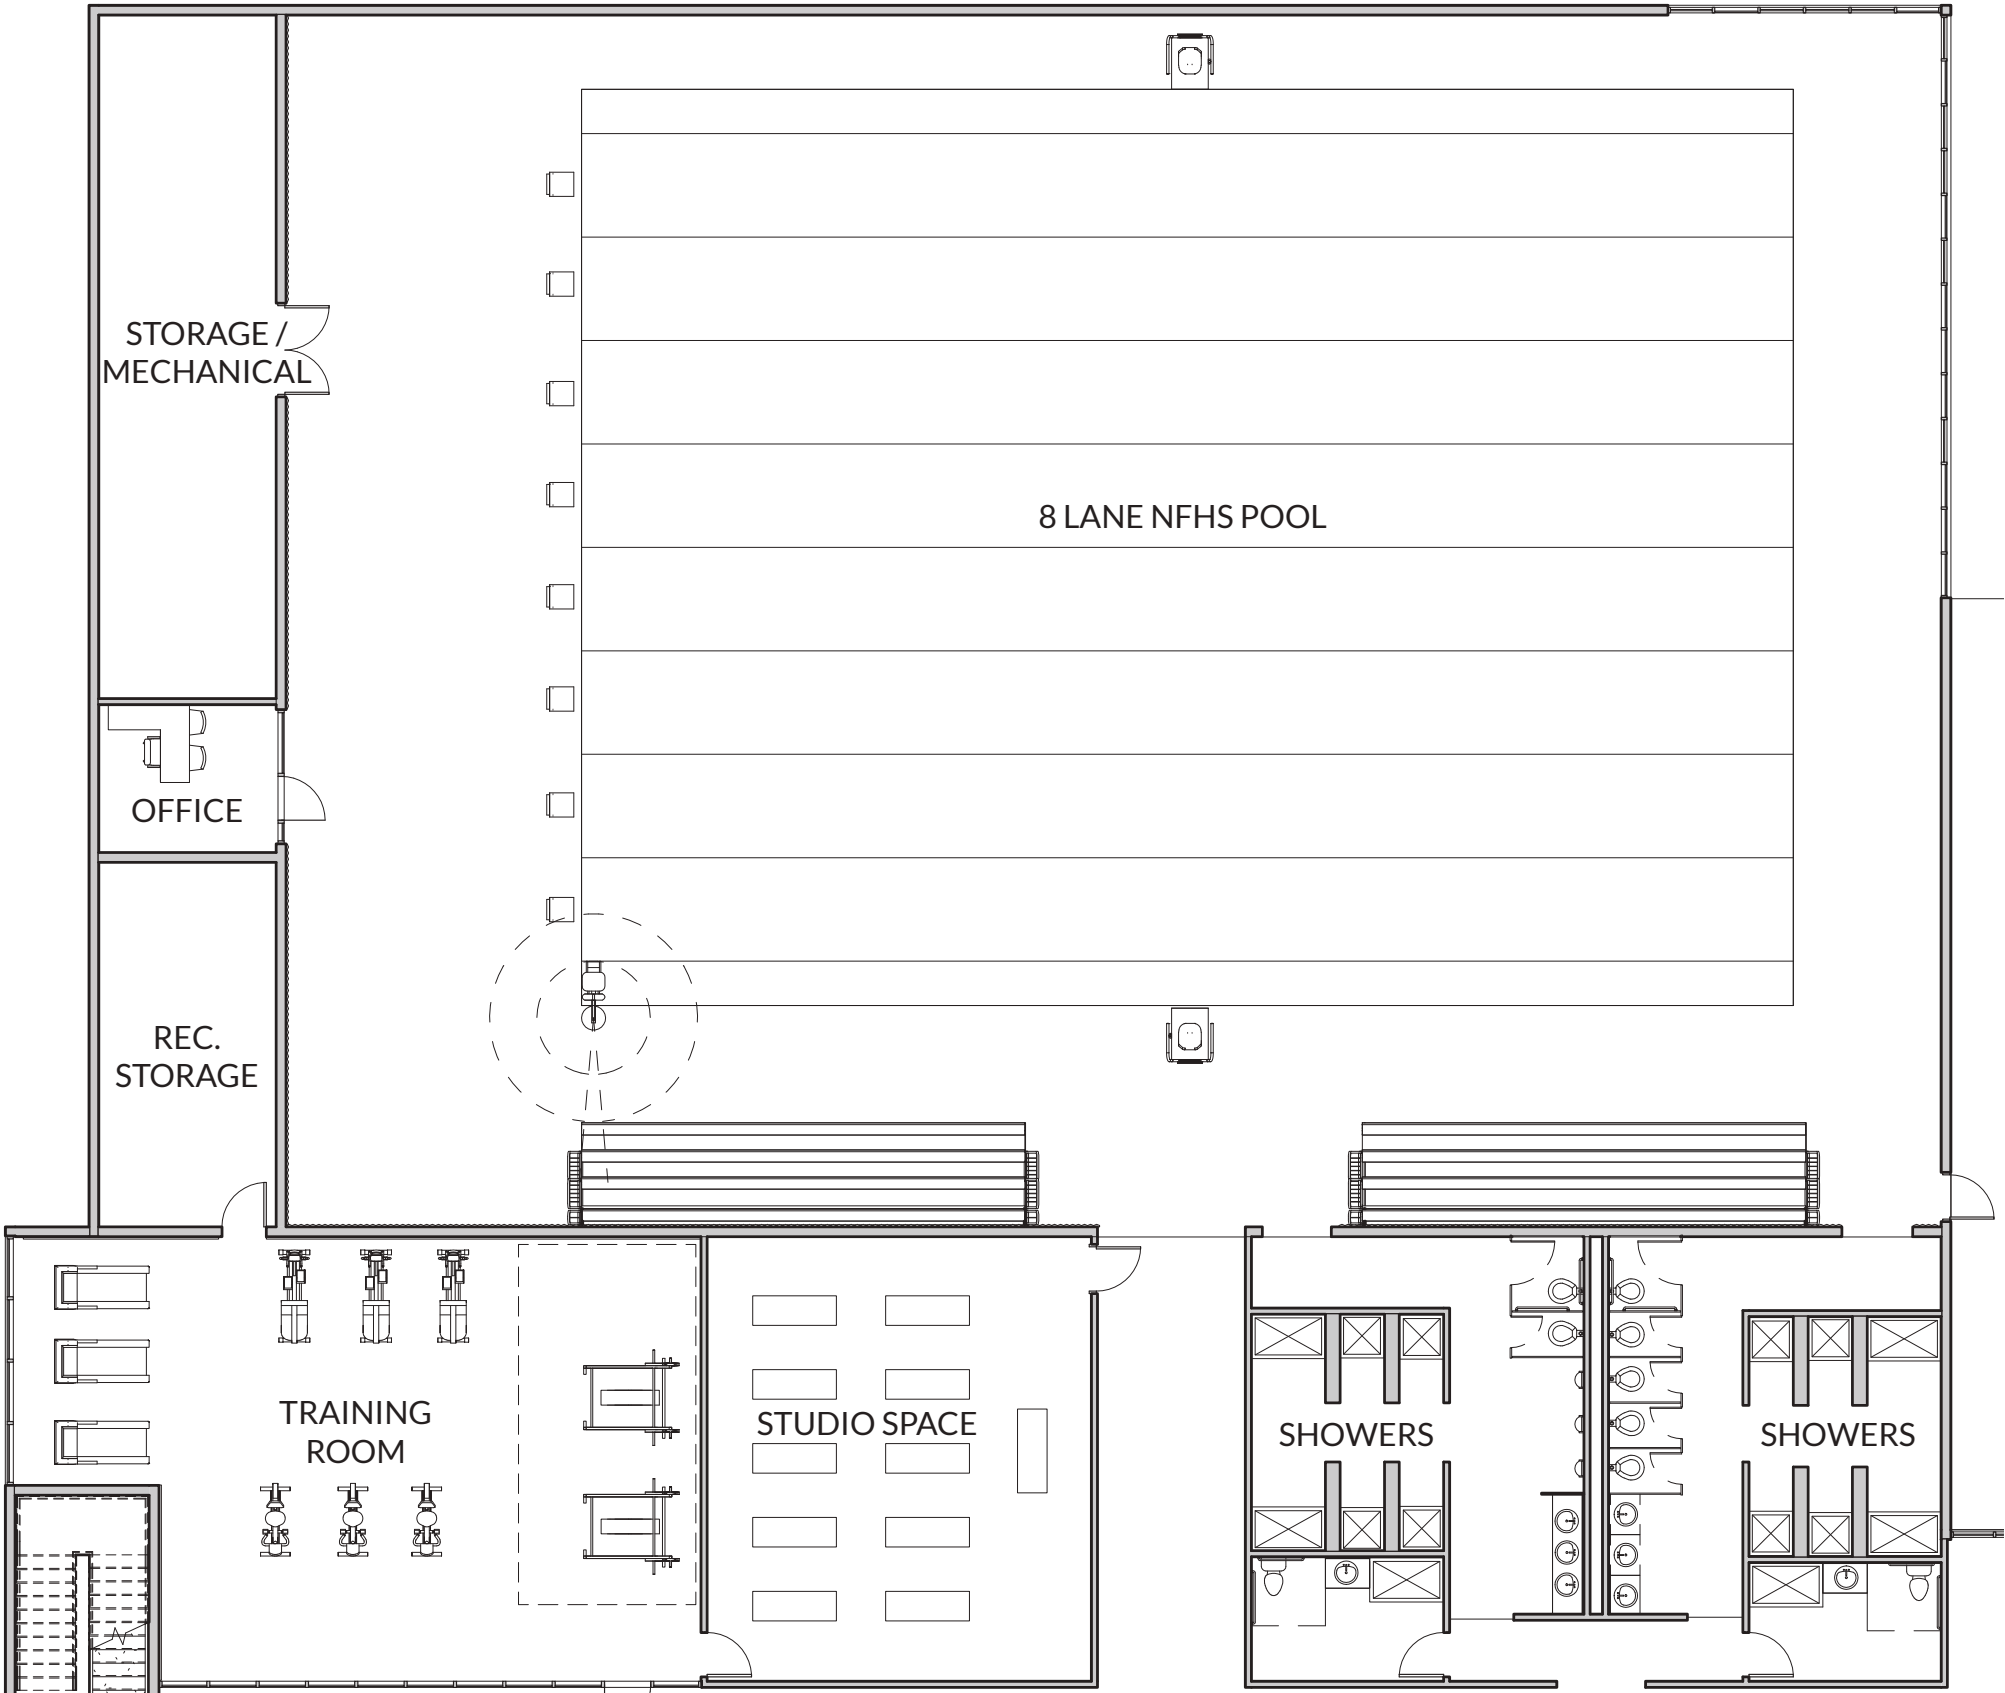 STORAGE /
MECHANICAL
8 LANE NFHS POOL
OFFICE
REC.
STORAGE
TRAINING
ROOM
STUDIO SPACE
SHOWERS
SHOWERS